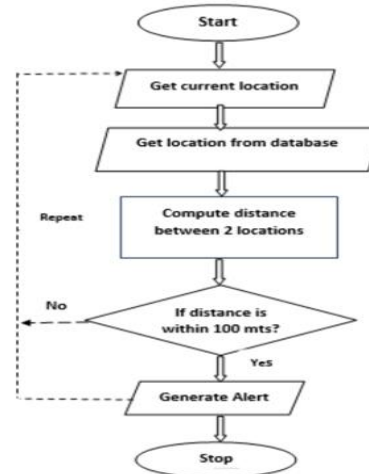 Start
Get current location
Get location from database
Compute distance
between 2 locations
Repeat
No
If distance is
within 100 mts?
Yes
Generate Alert
Stop